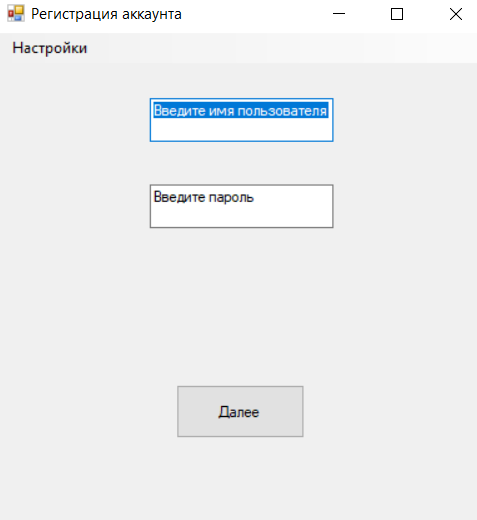 Регистрация аккаунта
Настройки
Введите имя пользователя
Введите пароль
Далее